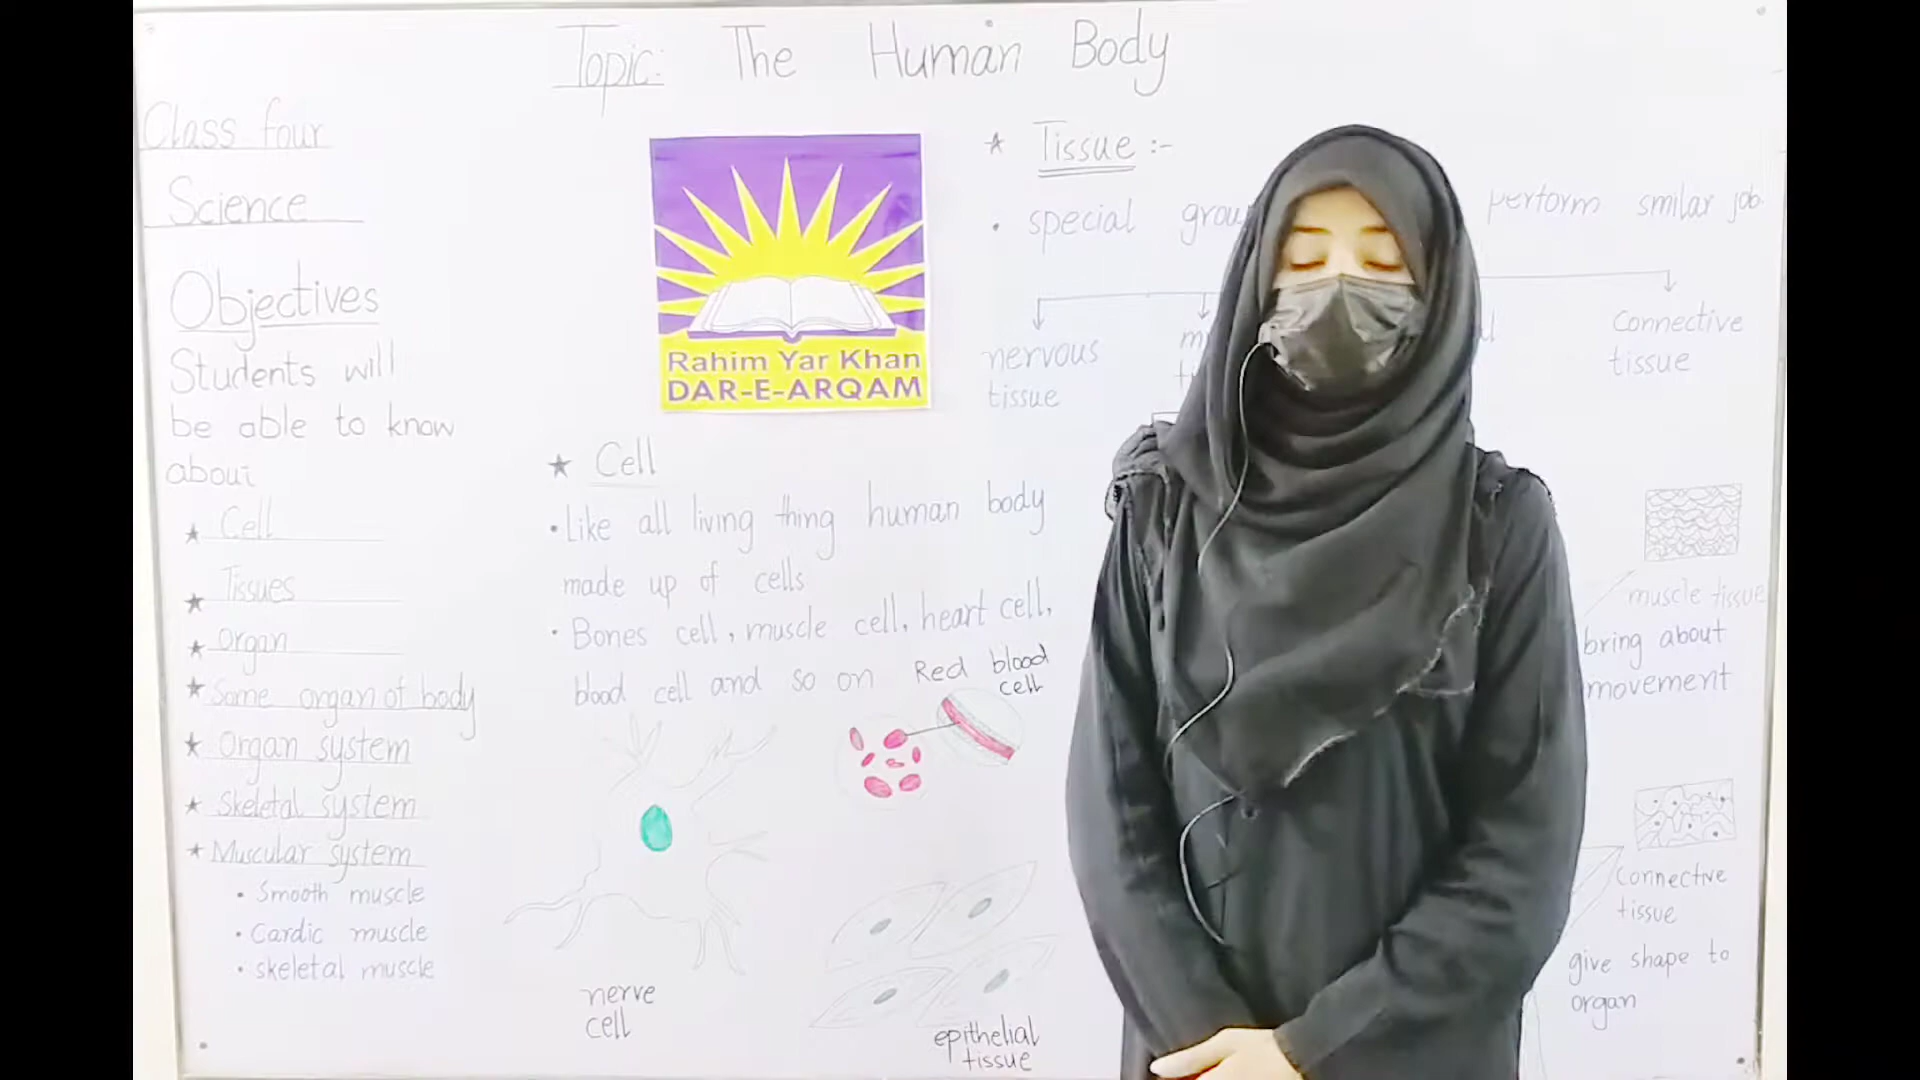 Topic: The Human Body
Class four
Science
Objectives
Students will
be able to know
about
★ Cell
★ Tissues
★ Organ
★ Some organ of body
★ Organ system
★ Skeletal system
★ Muscular system
• Smooth muscle
• Cardic muscle
• skeletal muscle
Rahim Yar Khan
DAR-E-ARQAM
★ Cell
• Like all living thing human body
made up of cells
• Bones cell, muscle cell, heart cell,
blood cell and so on
Red blood
cell
nerve
cell
epithelial
tissue
★ Tissue :-
• special perform smilar job.
nervous
tissue
Connective
tissue
muscle tissue
bring about
movement
Connective
tissue
give shape to
organ